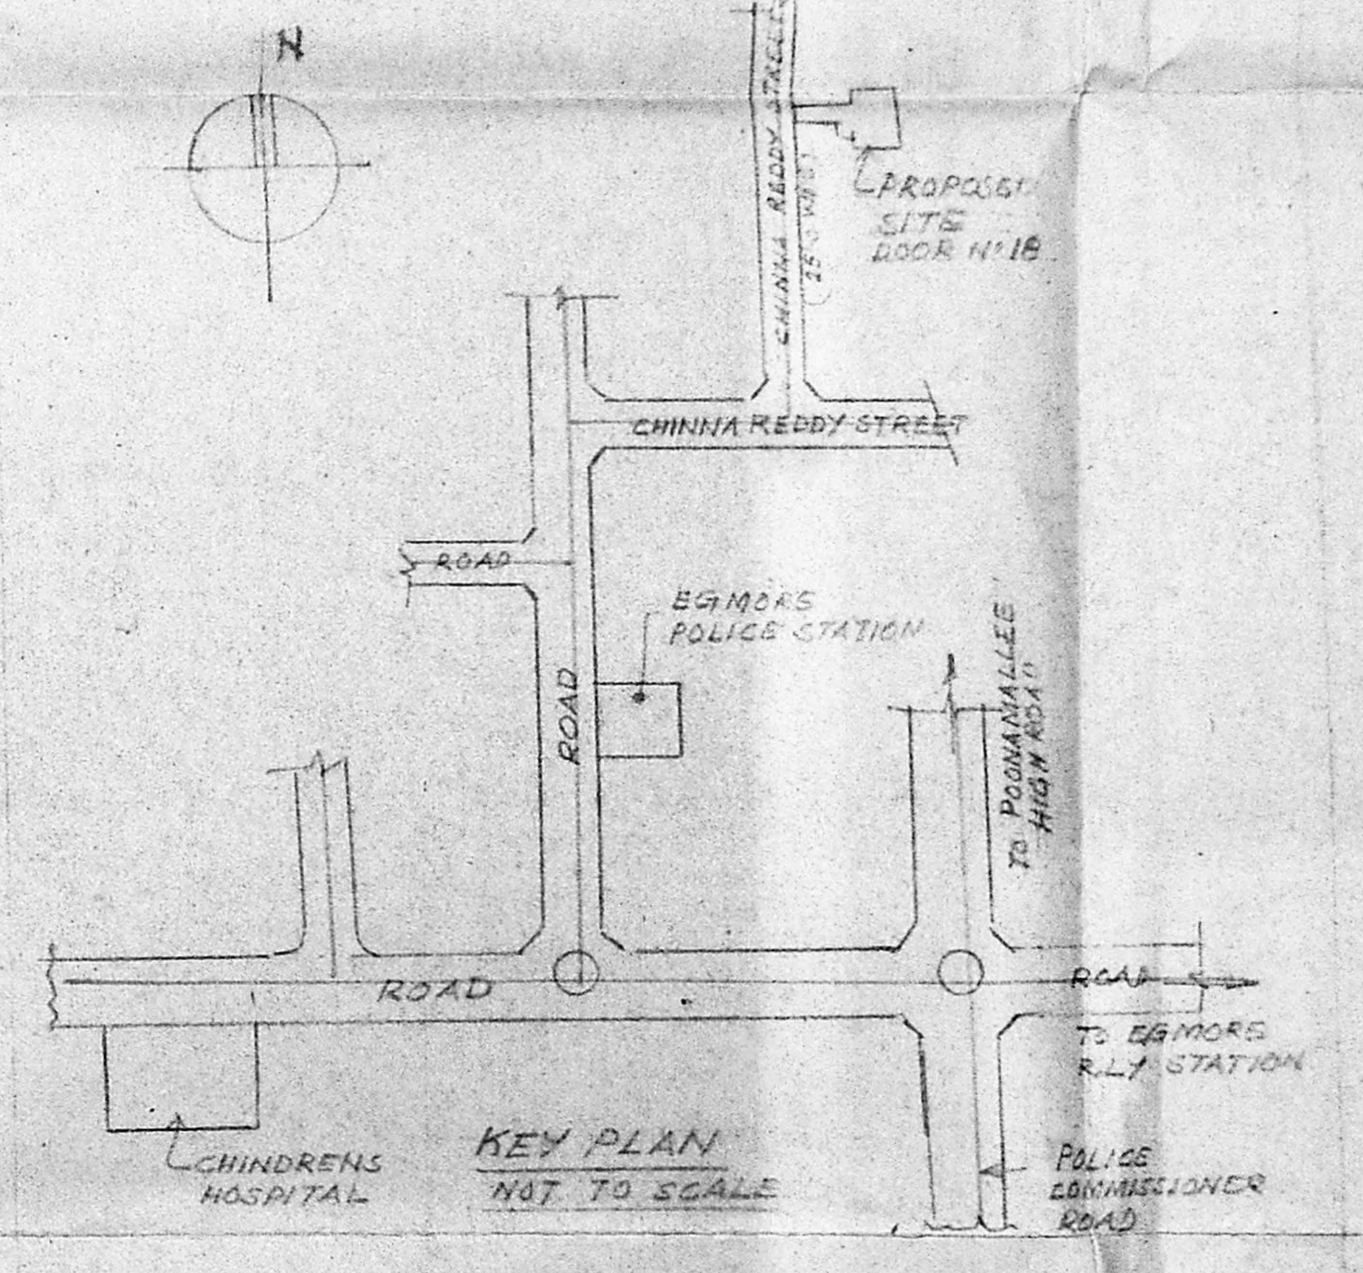 N
CHINNA REDDY STREET
PROPOSED
SITE
DOOR Nº 18
CHINNA REDDY STREET
ROAD
EGMORS
POLICE STATION
ROAD
TO POONAMALLEE
HIGH ROAD
ROAD
ROAD
TO EGMORE
RLY STATION
CHINDRENS
HOSPITAL
KEY PLAN
NOT TO SCALE
POLICE
COMMISSIONER
ROAD